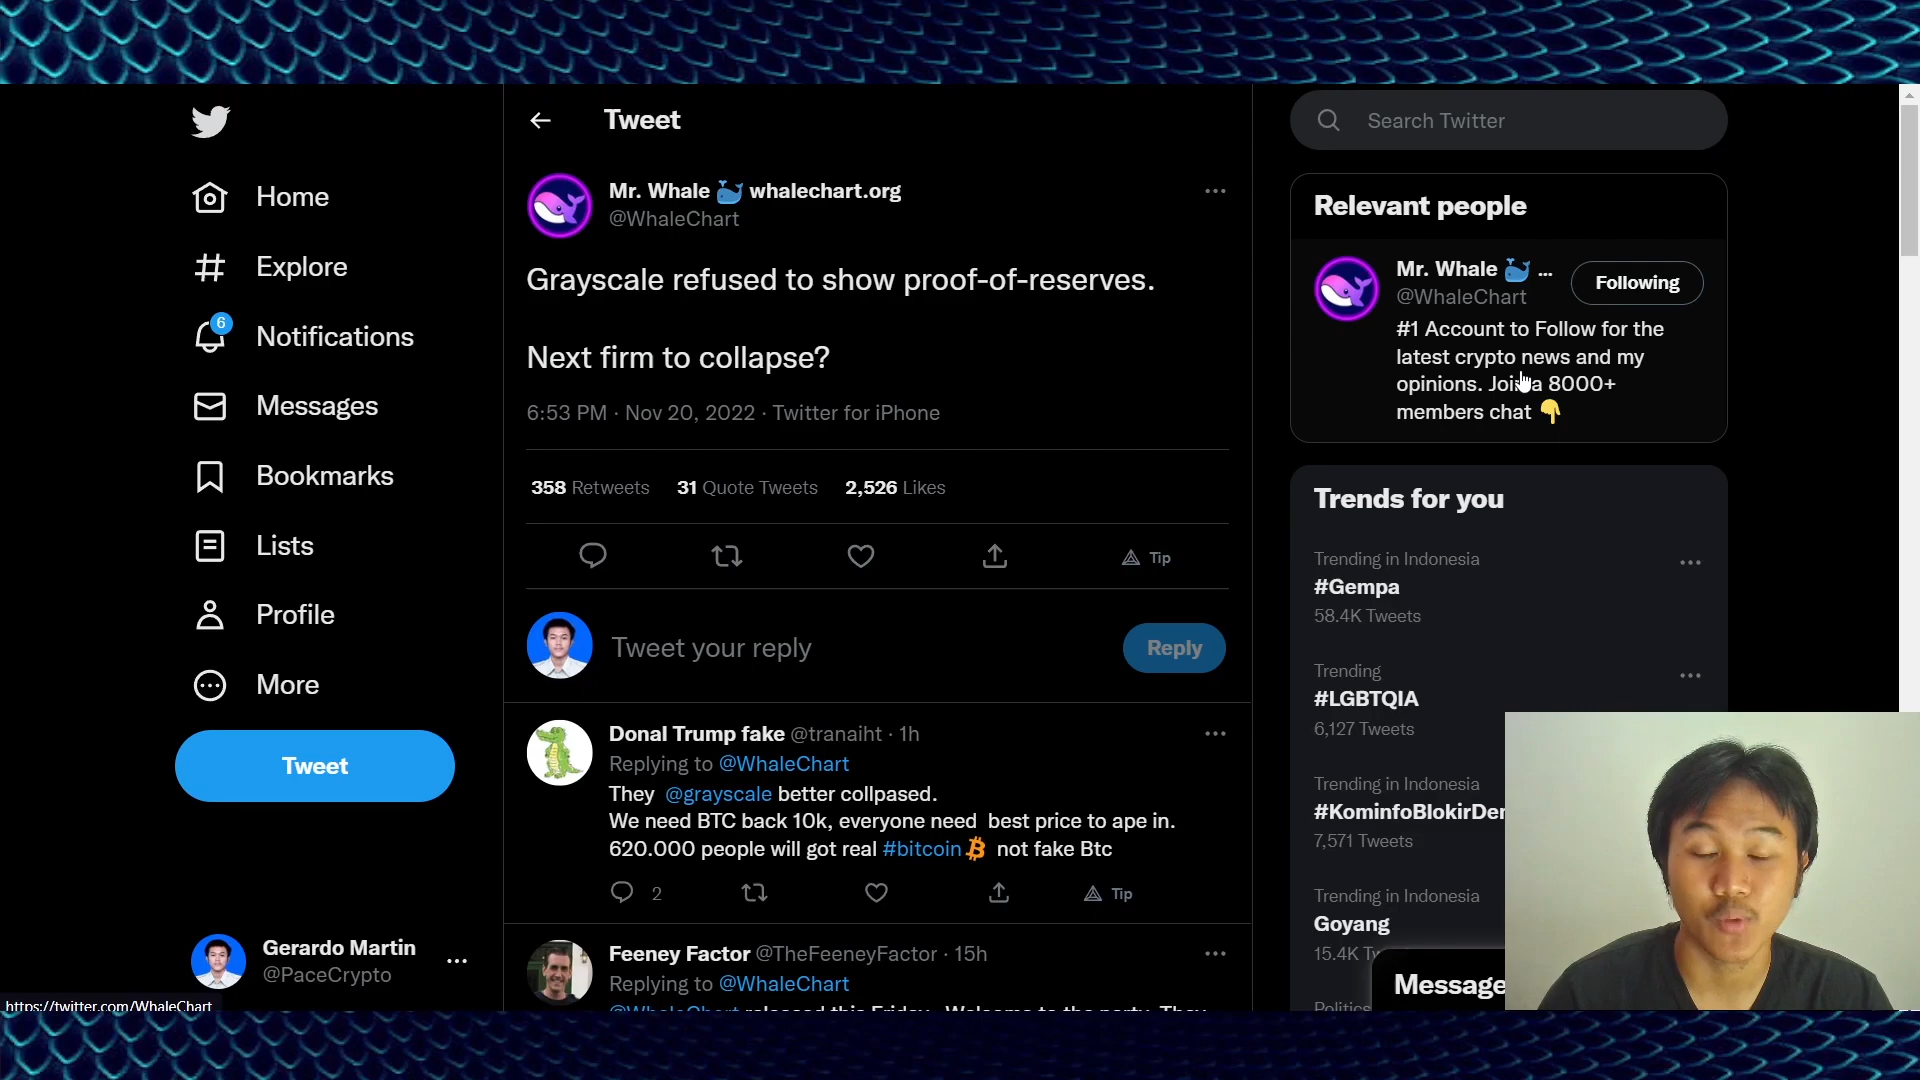 Home
Explore
6
Notifications
Messages
Bookmarks
Lists
Profile
More
Tweet
Gerardo Martin
@PaceCrypto
https://twitter.com/WhaleChart
Tweet
Mr. Whale 🐳 whalechart.org
@WhaleChart
Grayscale refused to show proof-of-reserves.
Next firm to collapse?
6:53 PM · Nov 20, 2022 · Twitter for iPhone
358 Retweets 31 Quote Tweets 2,526 Likes
Tip
Tweet your reply
Reply
Donal Trump fake @tranaiht · 1h
Replying to @WhaleChart
They @grayscale better collpased.
We need BTC back 10k, everyone need best price to ape in.
620.000 people will got real #bitcoin not fake Btc
2
Tip
Feeney Factor @TheFeeneyFactor · 15h
Replying to @WhaleChart
@WhaleChart released this Friday. Welcome to the party. They
Search Twitter
Relevant people
Mr. Whale 🐳 ...
@WhaleChart
Following
#1 Account to Follow for the
latest crypto news and my
opinions. Join a 8000+
members chat 👇
Trends for you
Trending in Indonesia
#Gempa
58.4K Tweets
Trending
#LGBTQIA
6,127 Tweets
Trending in Indonesia
#KominfoBlokirDe
7,571 Tweets
Trending in Indonesia
Goyang
15.4K Tw
Politics
Message